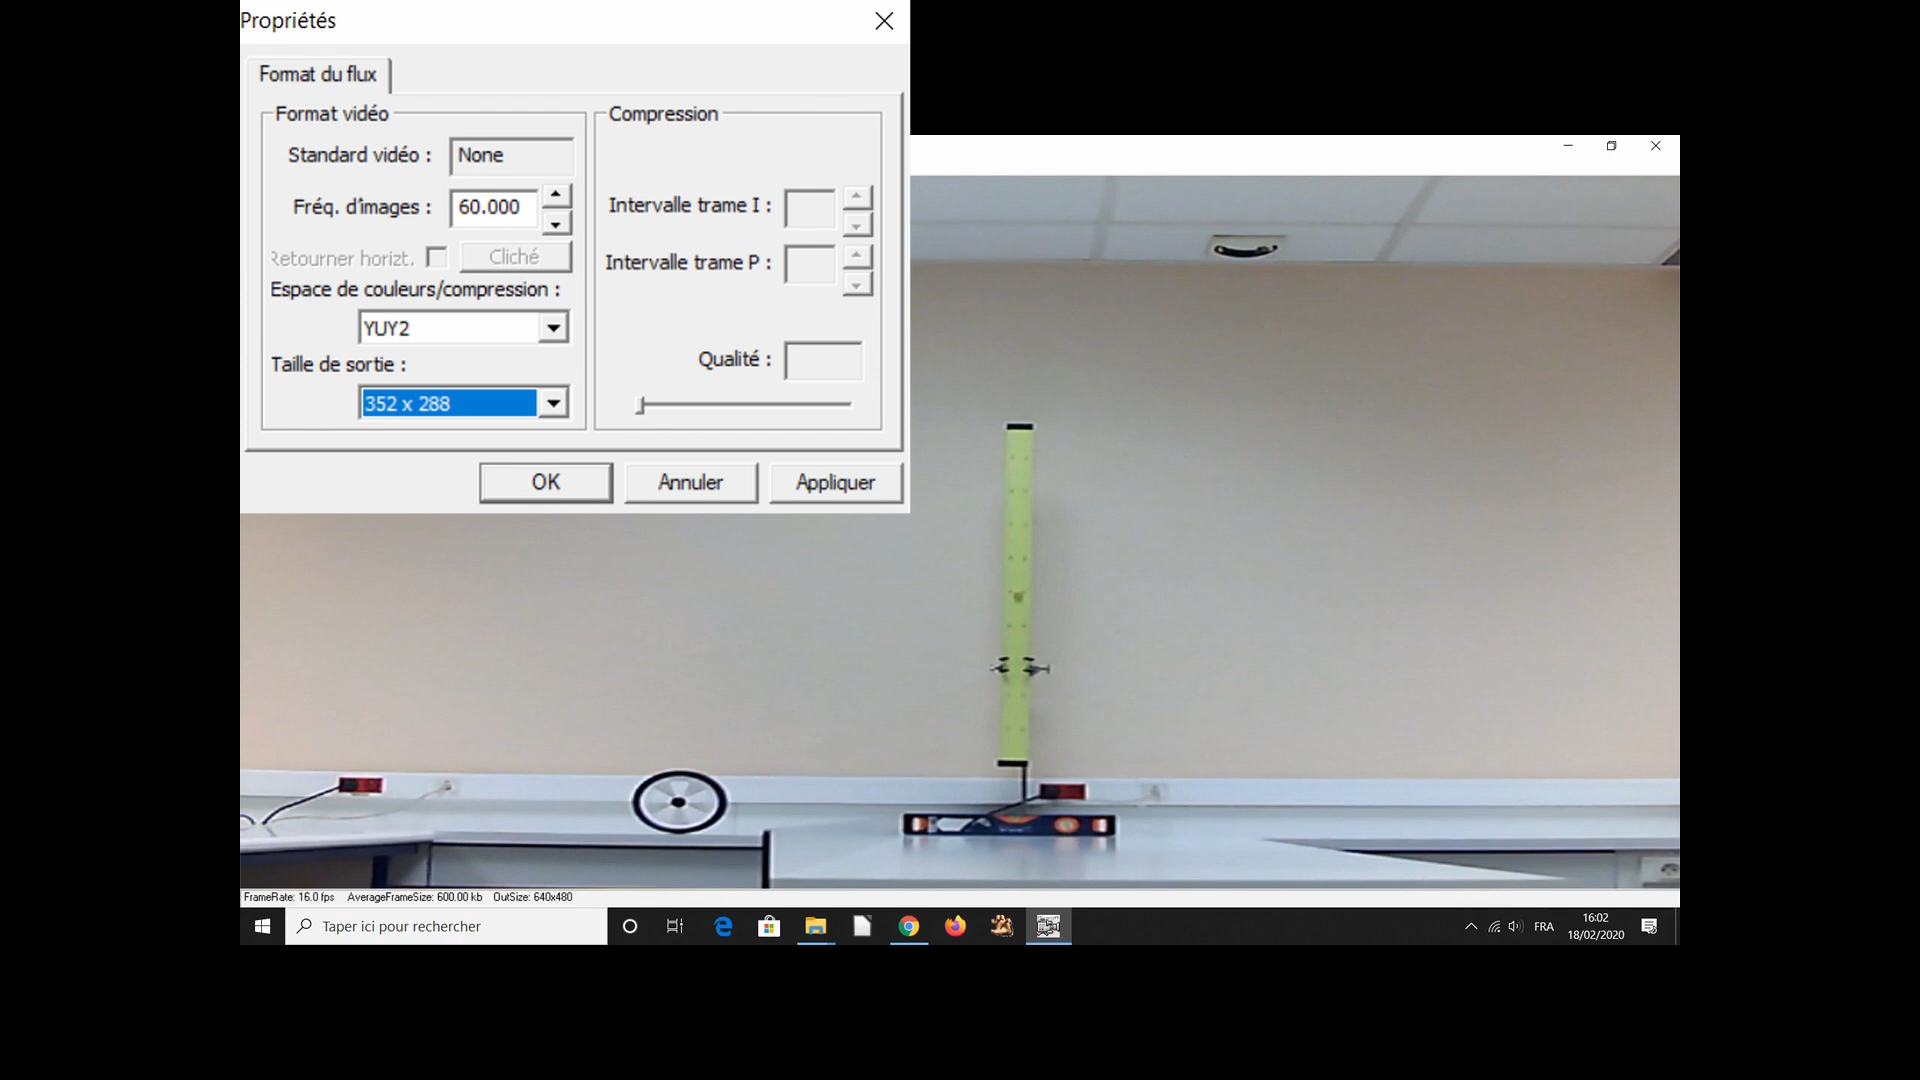 Propriétés
Format du flux
Format vidéo
Standard vidéo : None
Fréq. d'images : 60.000
Retourner horizt. Cliché
Espace de couleurs/compression :
YUY2
Taille de sortie :
352 x 288
Compression
Intervalle trame I :
Intervalle trame P :
Qualité :
OK Annuler Appliquer
FrameRate: 16.0 fps AverageFrameSize: 600.00 kb OutSize: 640x480
Taper ici pour rechercher
FRA
16:02
18/02/2020